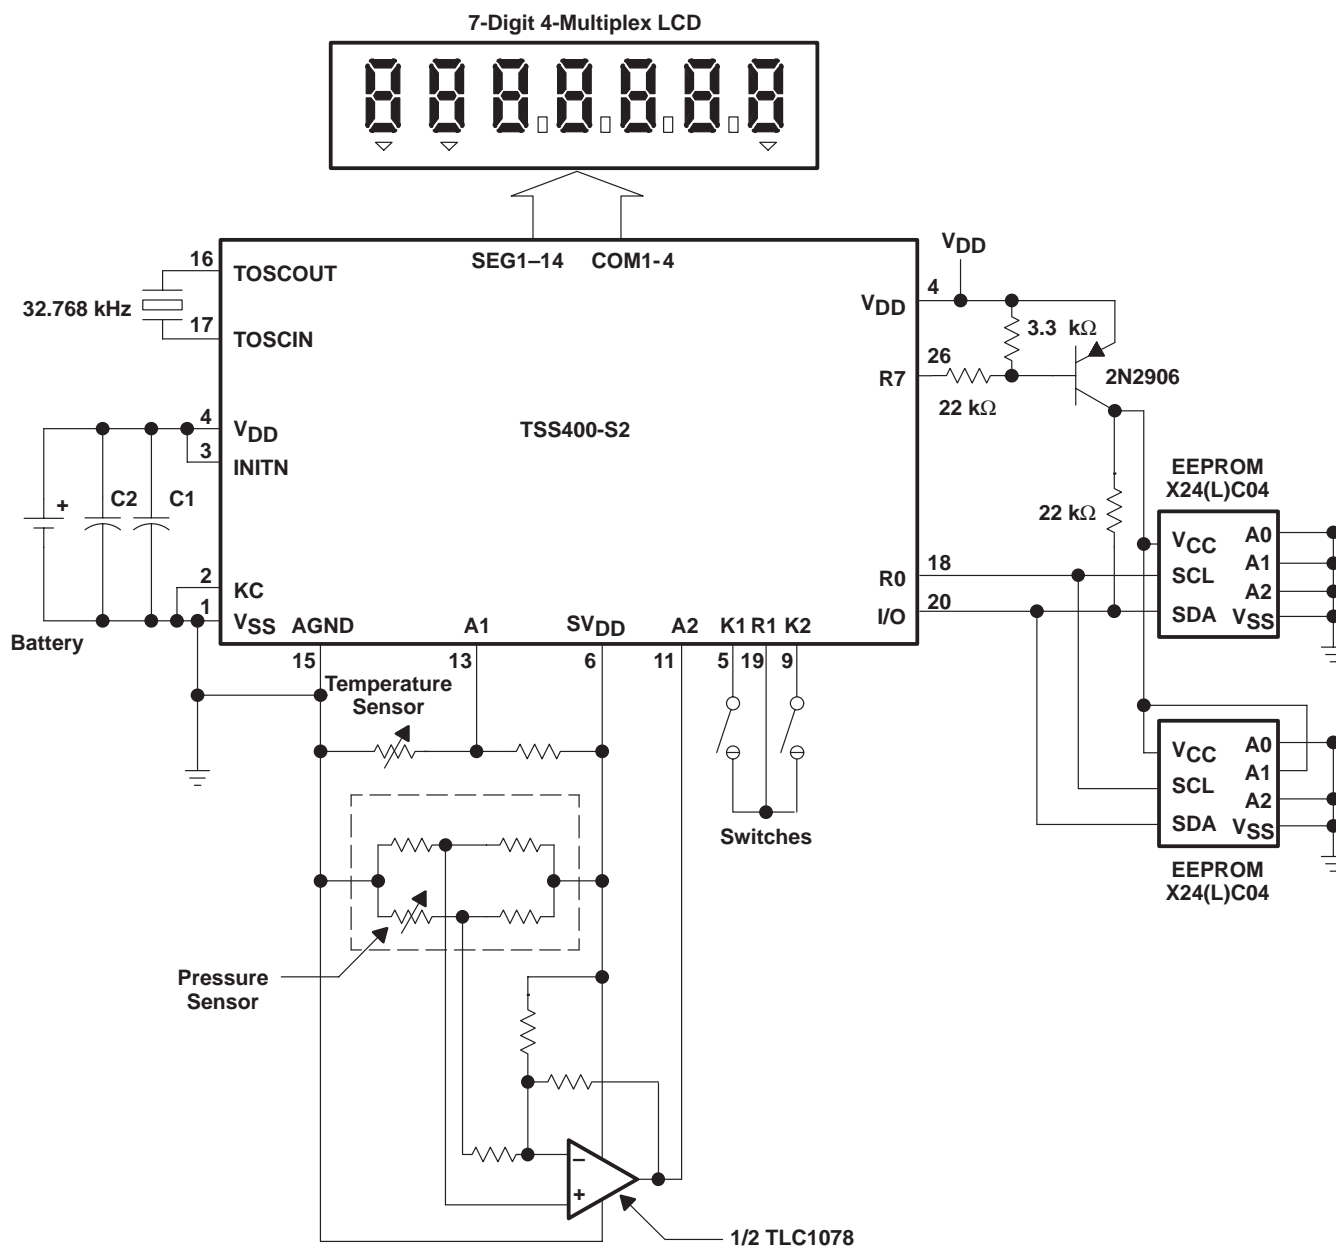 7-Digit 4-Multiplex LCD
SEG1–14 COM1-4
16 TOSCOUT
32.768 kHz
17 TOSCIN
4 VDD
3 INITN
C2 C1
+
2 KC
1 VSS
Battery
TSS400-S2
VDD
4
VDD
3.3 kΩ
26
R7
22 kΩ
2N2906
22 kΩ
R0 18
I/O 20
EEPROM
X24(L)C04
VCC A0
SCL A1
A2
SDA VSS
AGND A1 SVDD A2 K1 R1 K2
15 13 6 11 5 19 9
Temperature
Sensor
Switches
VCC A0
SCL A1
A2
SDA VSS
EEPROM
X24(L)C04
Pressure
Sensor
–
+
1/2 TLC1078